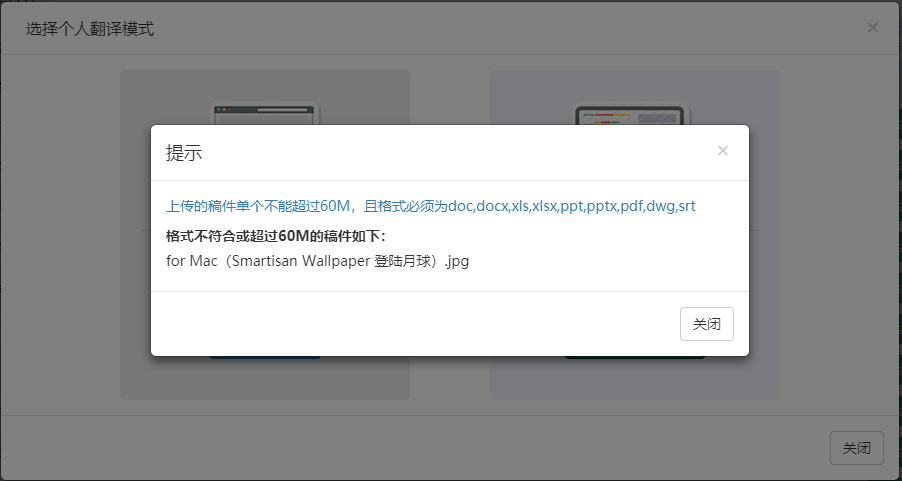 选择个人翻译模式
×
提示
×
上传的稿件单个不能超过60M，且格式必须为doc,docx,xls,xlsx,ppt,pptx,pdf,dwg,srt
格式不符合或超过60M的稿件如下：
for Mac（Smartisan Wallpaper 登陆月球）.jpg
关闭
关闭